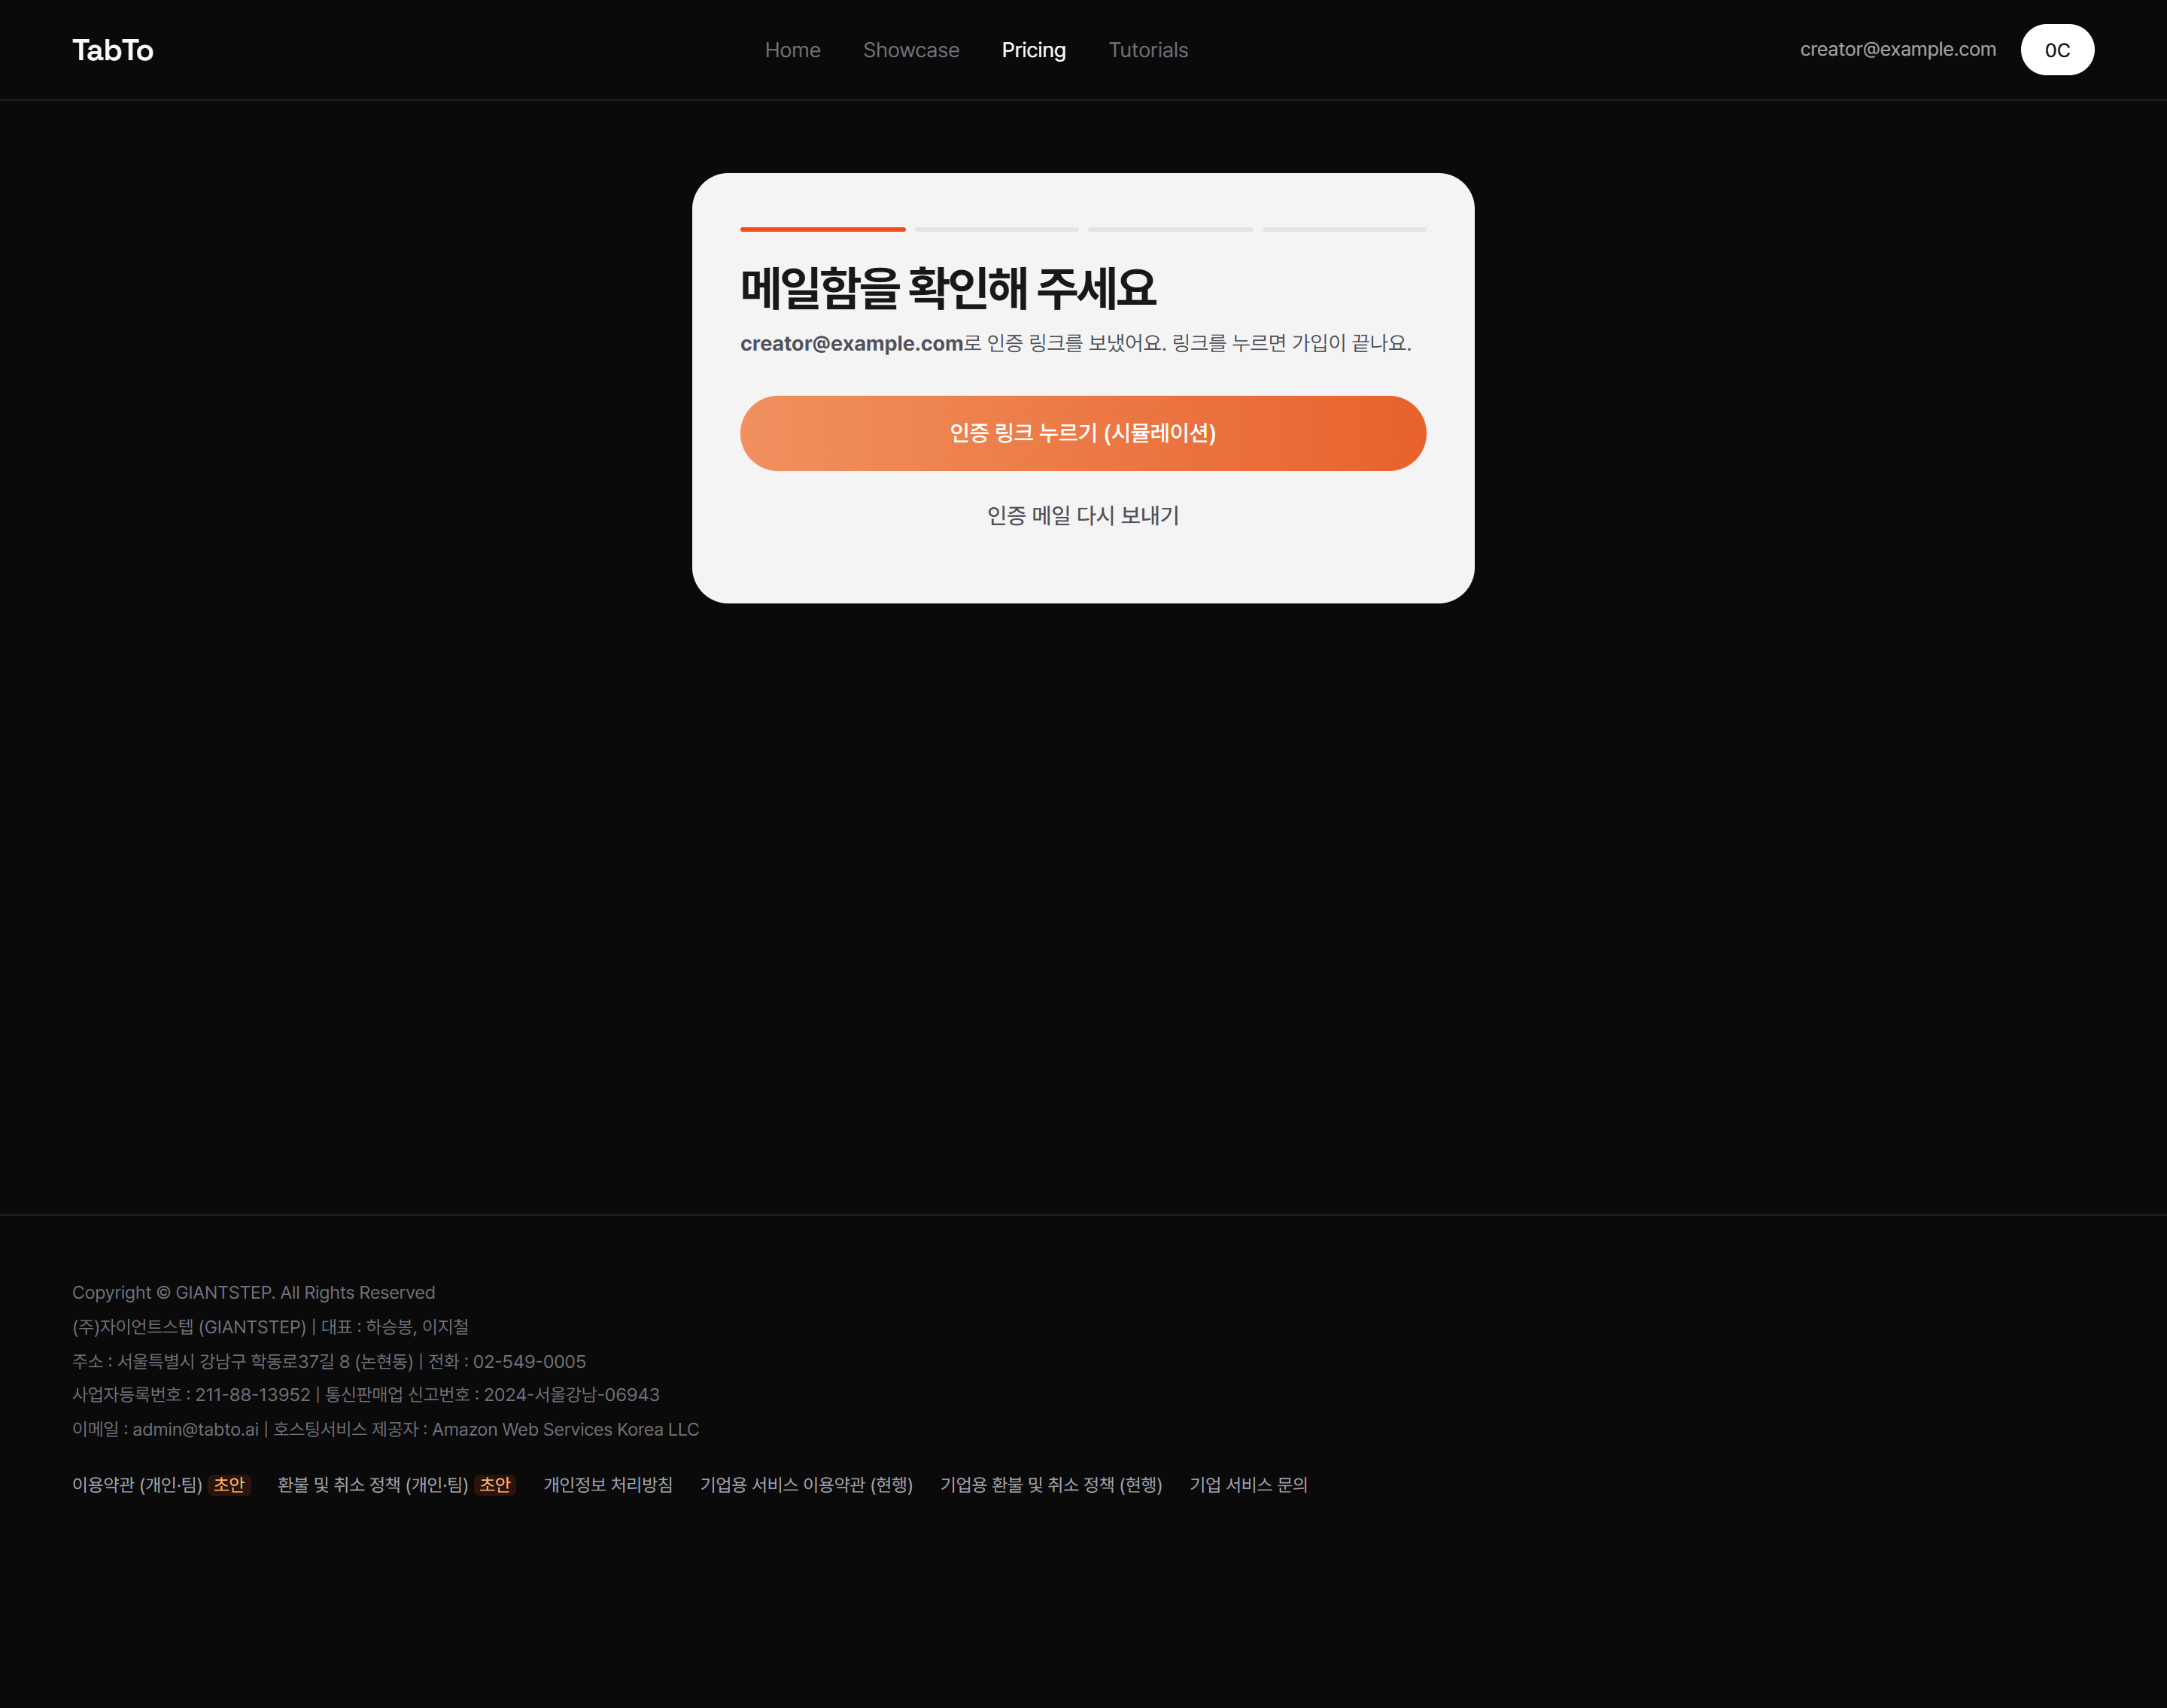 TabTo
Home Showcase Pricing Tutorials
creator@example.com 0C
메일함을 확인해 주세요
creator@example.com로 인증 링크를 보냈어요. 링크를 누르면 가입이 끝나요.
인증 링크 누르기 (시뮬레이션)
인증 메일 다시 보내기
Copyright © GIANTSTEP. All Rights Reserved
(주)자이언트스텝 (GIANTSTEP) | 대표 : 하승봉, 이지철
주소 : 서울특별시 강남구 학동로37길 8 (논현동) | 전화 : 02-549-0005
사업자등록번호 : 211-88-13952 | 통신판매업 신고번호 : 2024-서울강남-06943
이메일 : admin@tabto.ai | 호스팅서비스 제공자 : Amazon Web Services Korea LLC
이용약관 (개인·팀) 초안 환불 및 취소 정책 (개인·팀) 초안 개인정보 처리방침 기업용 서비스 이용약관 (현행) 기업용 환불 및 취소 정책 (현행) 기업 서비스 문의